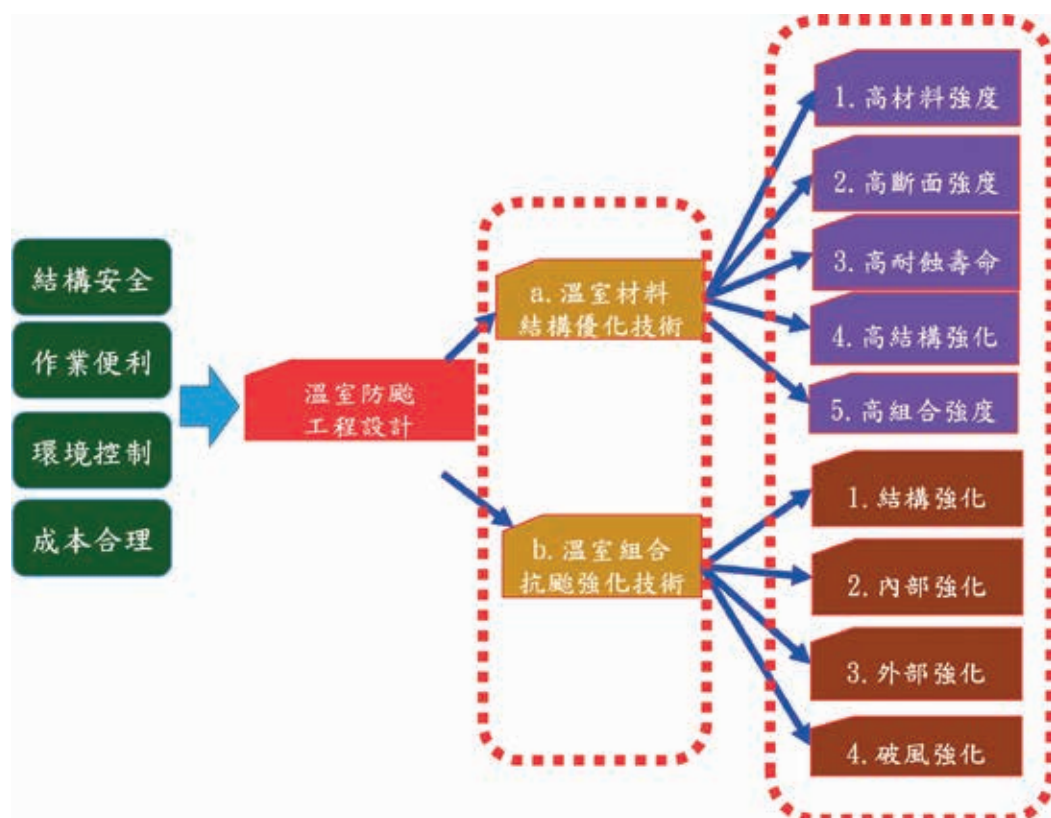 結構安全
作業便利
環境控制
成本合理
溫室防颱
工程設計
a.溫室材料
結構優化技術
b.溫室組合
抗颱強化技術
1.高材料強度
2.高斷面強度
3.高耐蝕壽命
4.高結構強化
5.高組合強度
1.結構強化
2.內部強化
3.外部強化
4.破風強化